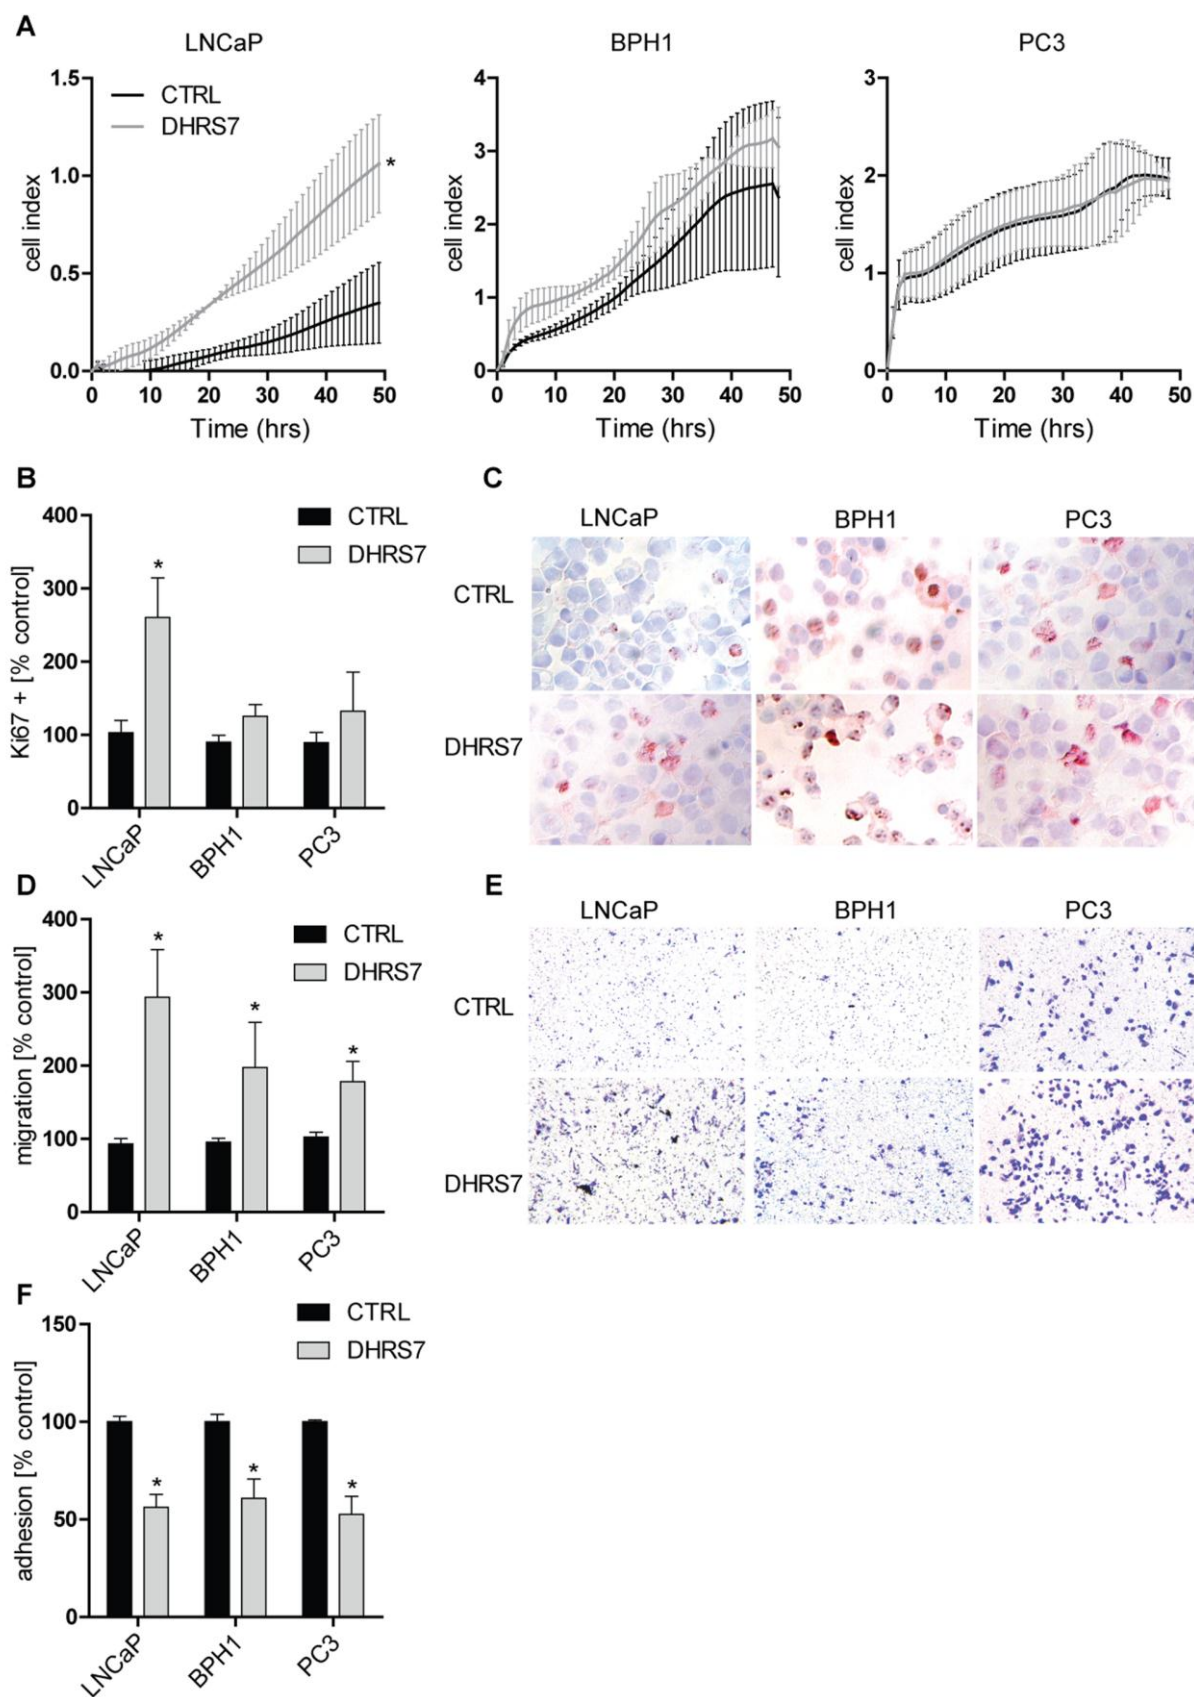 A
LNCaP
BPH1
PC3
CTRL
DHRS7
cell index
1.5
1.0
0.5
0.0
*
0 10 20 30 40 50
Time (hrs)
cell index
4
3
2
1
0
0 10 20 30 40 50
Time (hrs)
cell index
3
2
1
0
0 10 20 30 40 50
Time (hrs)
B
Ki67 + [% control]
400
300
200
100
0
CTRL
DHRS7
*
LNCaP
BPH1
PC3
C
LNCaP
BPH1
PC3
CTRL
DHRS7
D
migration [% control]
400
300
200
100
0
CTRL
DHRS7
*
*
*
LNCaP
BPH1
PC3
E
LNCaP
BPH1
PC3
CTRL
DHRS7
F
adhesion [% control]
150
100
50
0
CTRL
DHRS7
*
*
*
LNCaP
BPH1
PC3